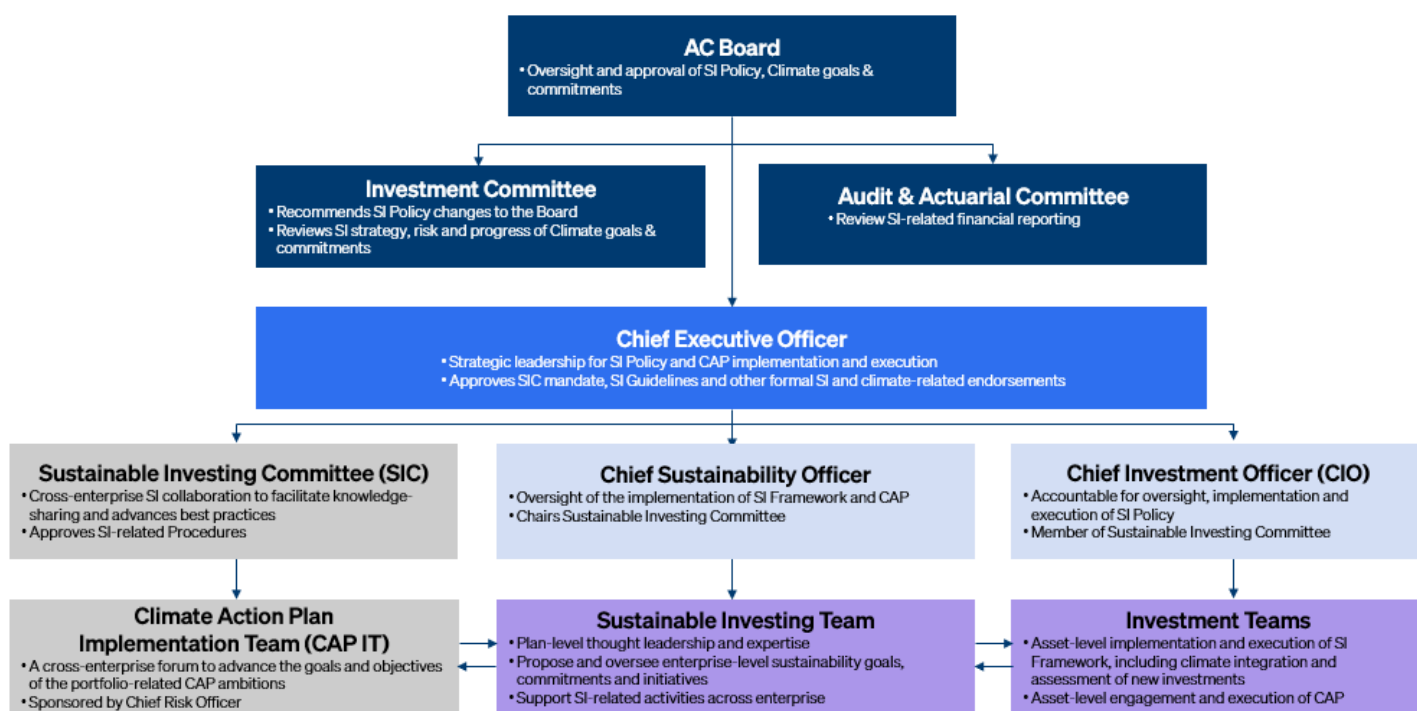 AC Board
• Oversight and approval of SI Policy, Climate goals &
commitments
Investment Committee
• Recommends SI Policy changes to the Board
• Reviews SI strategy, risk and progress of Climate goals &
commitments
Audit & Actuarial Committee
• Review SI-related financial reporting
Chief Executive Officer
• Strategic leadership for SI Policy and CAP implementation and execution
• Approves SIC mandate, SI Guidelines and other formal SI and climate-related endorsements
Sustainable Investing Committee (SIC)
• Cross-enterprise SI collaboration to facilitate knowledge-
sharing and advances best practices
• Approves SI-related Procedures
Chief Sustainability Officer
• Oversight of the implementation of SI Framework and CAP
• Chairs Sustainable Investing Committee
Chief Investment Officer (CIO)
• Accountable for oversight, implementation and
execution of SI Policy
• Member of Sustainable Investing Committee
Climate Action Plan
Implementation Team (CAP IT)
• A cross-enterprise forum to advance the goals and objectives
of the portfolio-related CAP ambitions
• Sponsored by Chief Risk Officer
Sustainable Investing Team
• Plan-level thought leadership and expertise
• Propose and oversee enterprise-level sustainability goals,
commitments and initiatives
• Support SI-related activities across enterprise
Investment Teams
• Asset-level implementation and execution of SI
Framework, including climate integration and
assessment of new investments
• Asset-level engagement and execution of CAP